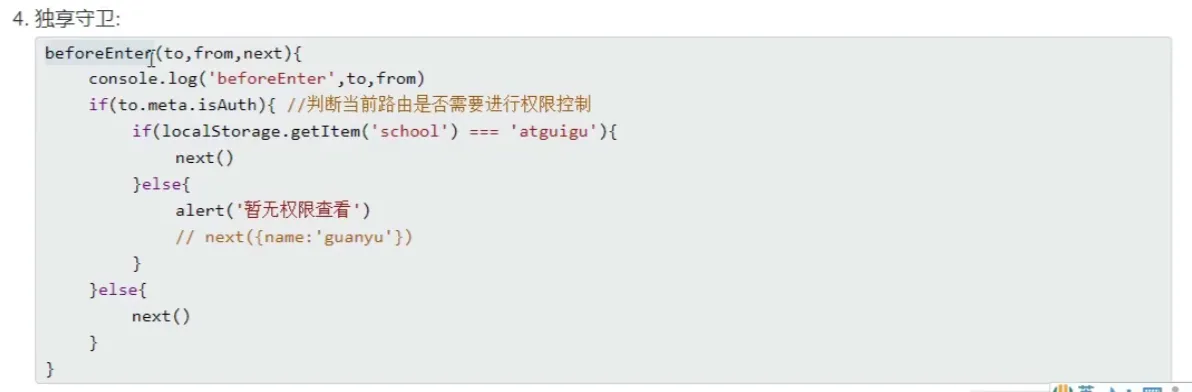 4. 独享守卫:
beforeEnter(to,from,next){
    console.log('beforeEnter',to,from)
    if(to.meta.isAuth){ //判断当前路由是否需要进行权限控制
        if(localStorage.getItem('school') === 'atguigu'){
            next()
        }else{
            alert('暂无权限查看')
            // next({name:'guanyu'})
        }
    }else{
        next()
    }
}
英